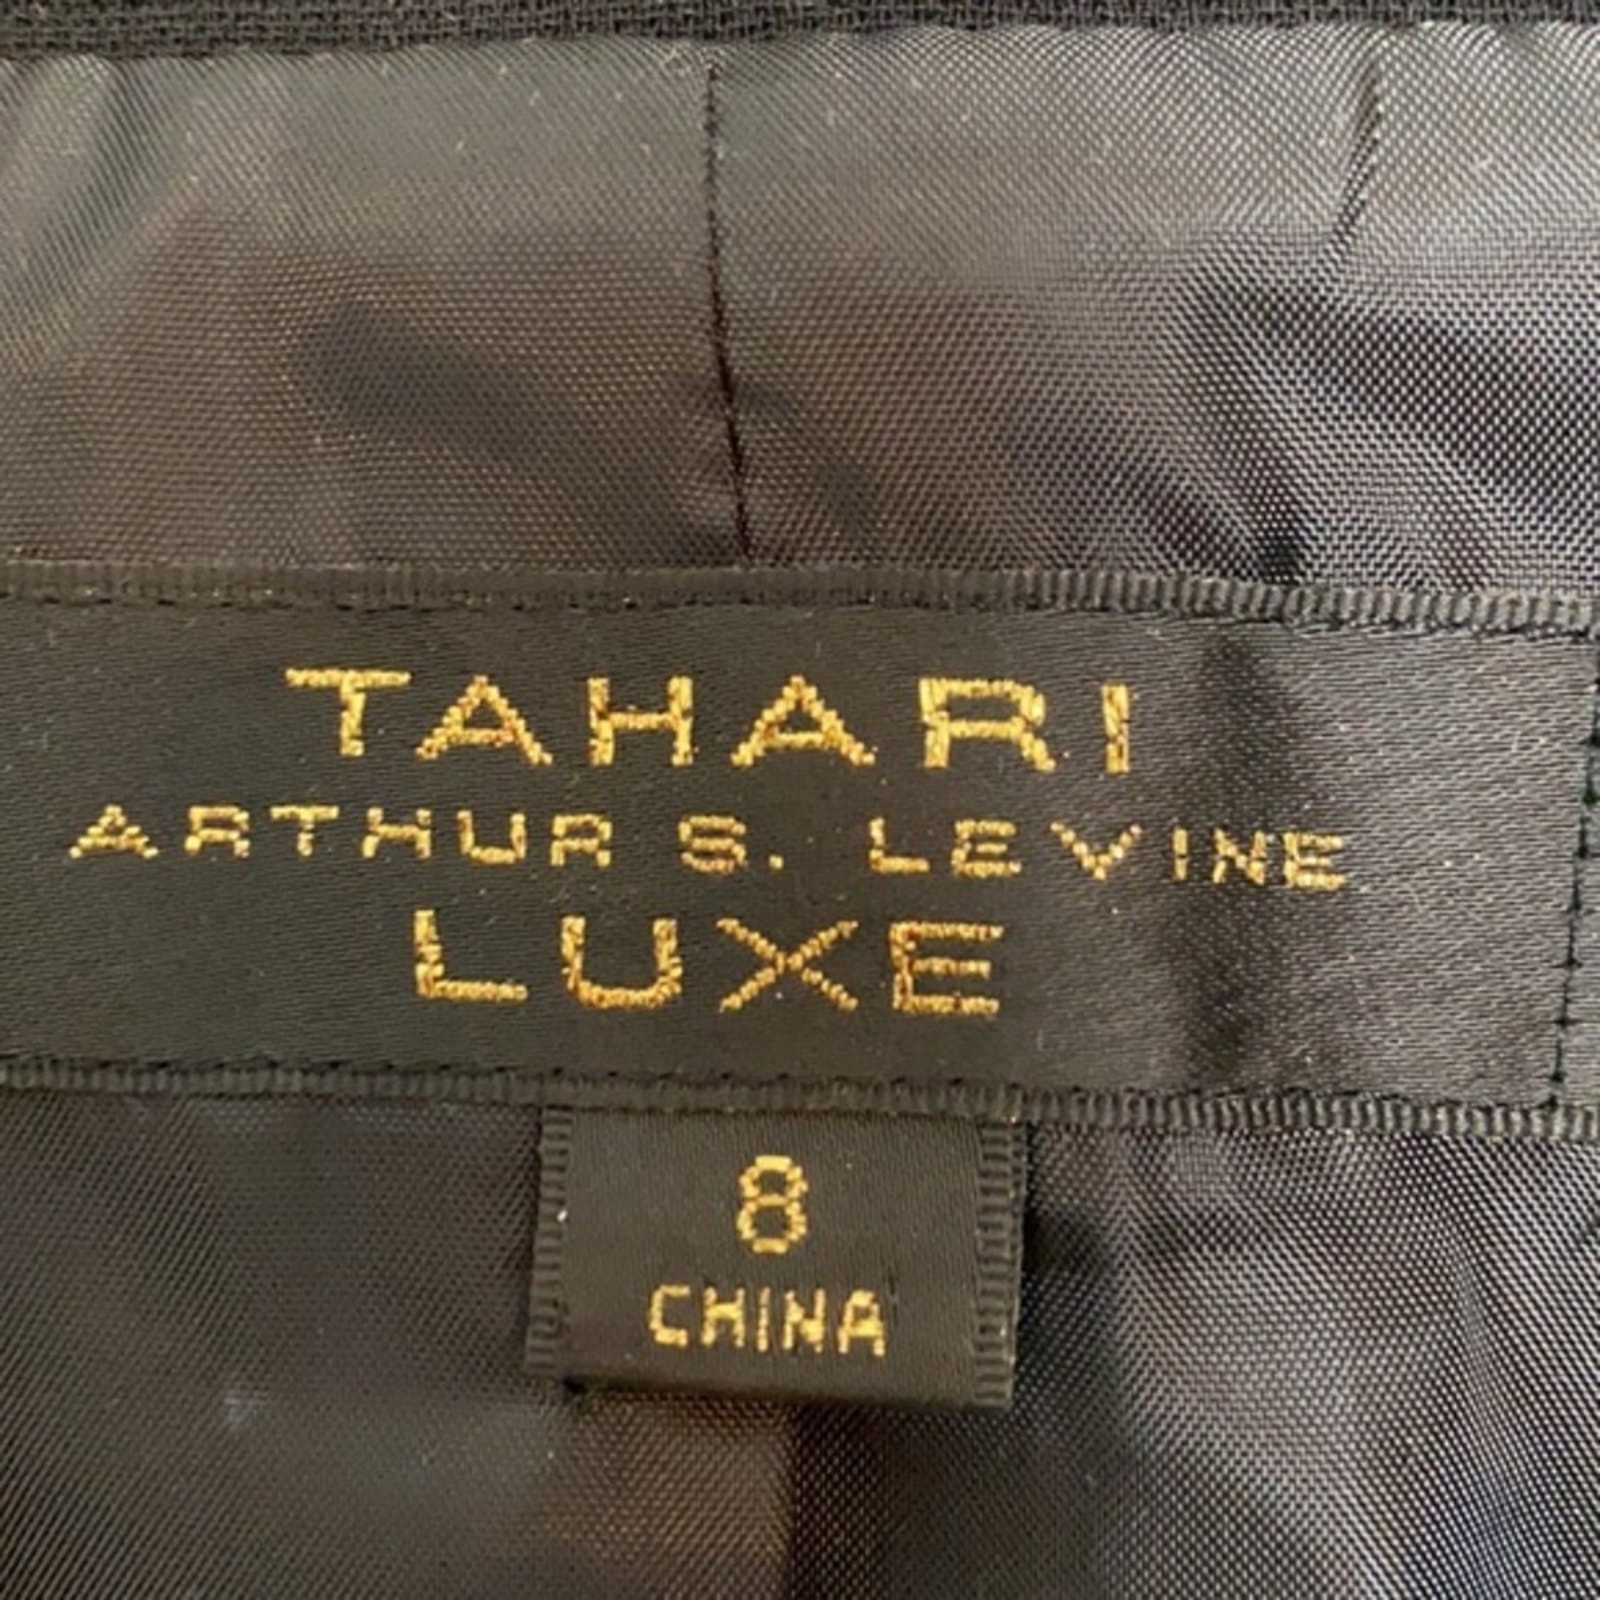 TAHARI
ARTHUR S. LEVINE
LUXE
8
CHINA